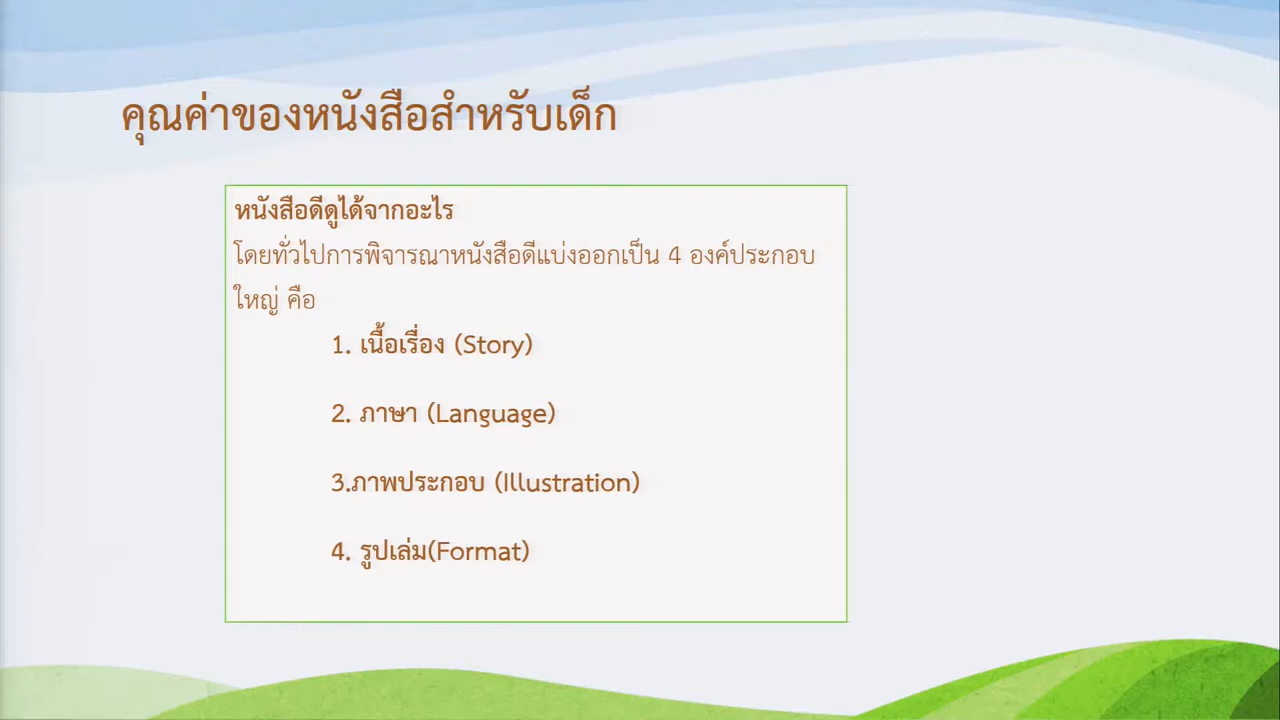 คุณค่าของหนังสือสำหรับเด็ก
หนังสือดีดูได้จากอะไร
โดยทั่วไปการพิจารณาหนังสือดีแบ่งออกเป็น 4 องค์ประกอบ
ใหญ่ คือ
1. เนื้อเรื่อง (Story)
2. ภาษา (Language)
3.ภาพประกอบ (Illustration)
4. รูปเล่ม(Format)